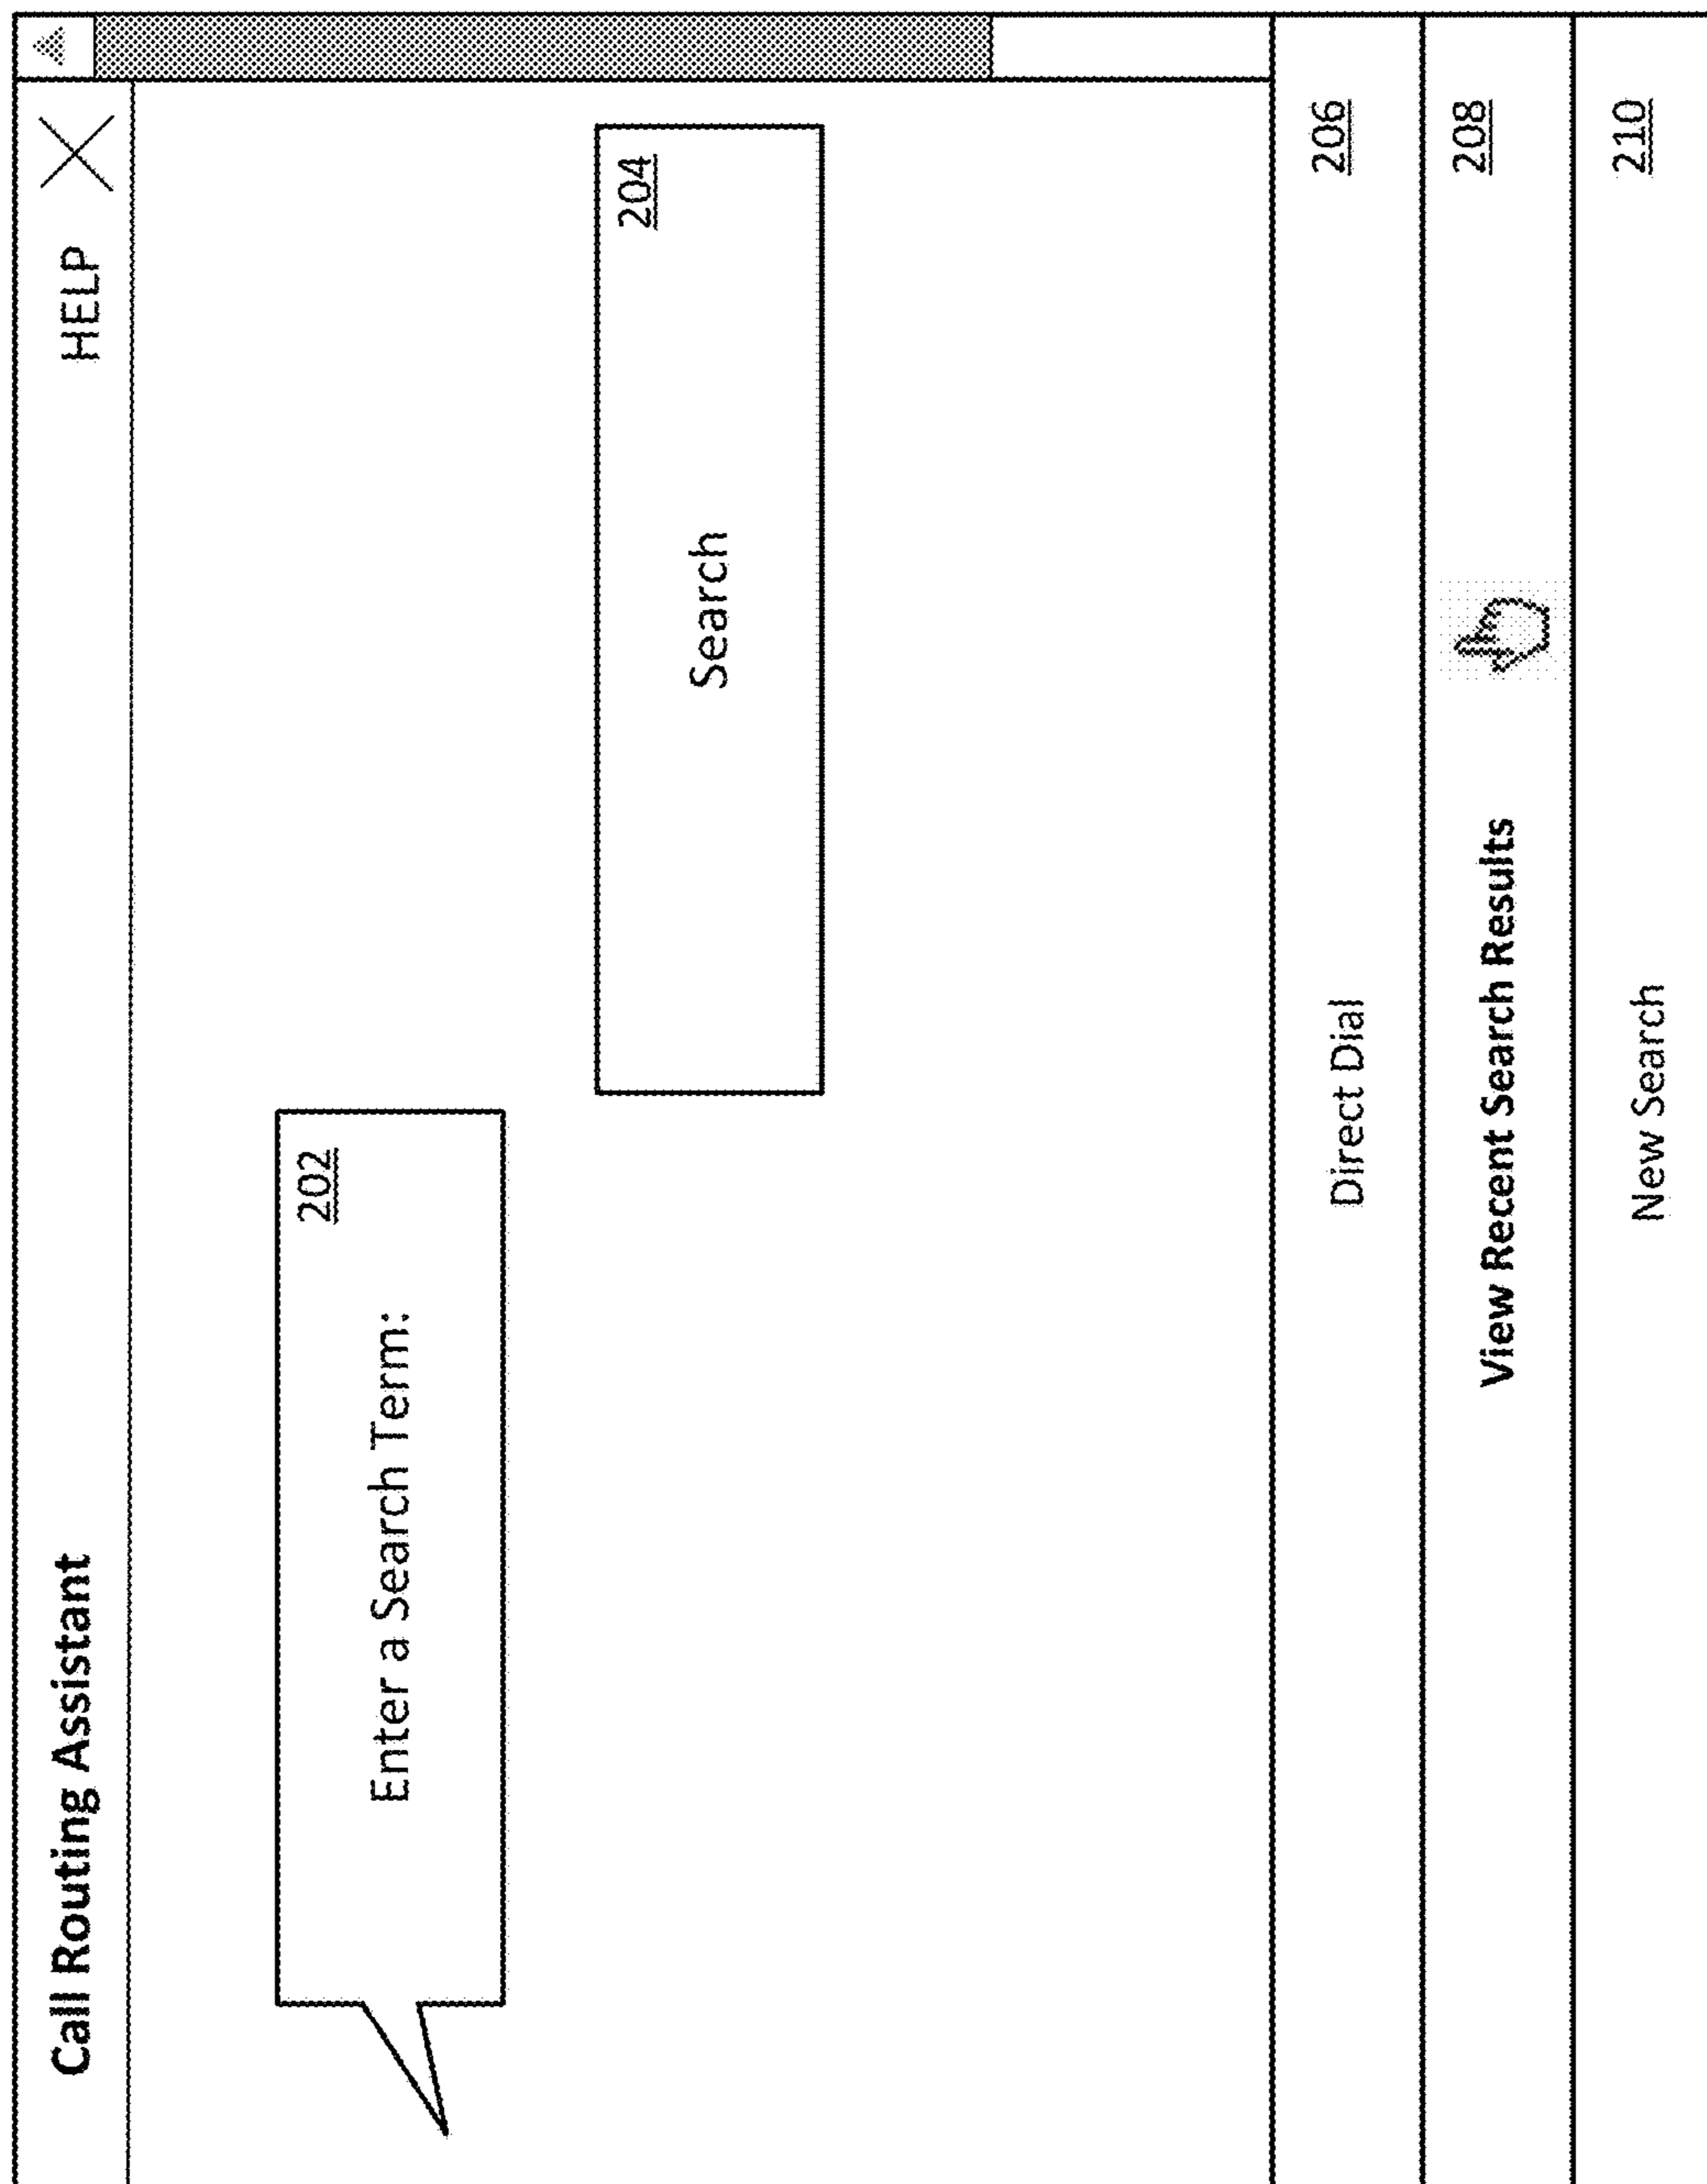 Call Routing Assistant HELP
202
Enter a Search Term:
204
Search
206
Direct Dial
208
View Recent Search Results
210
New Search